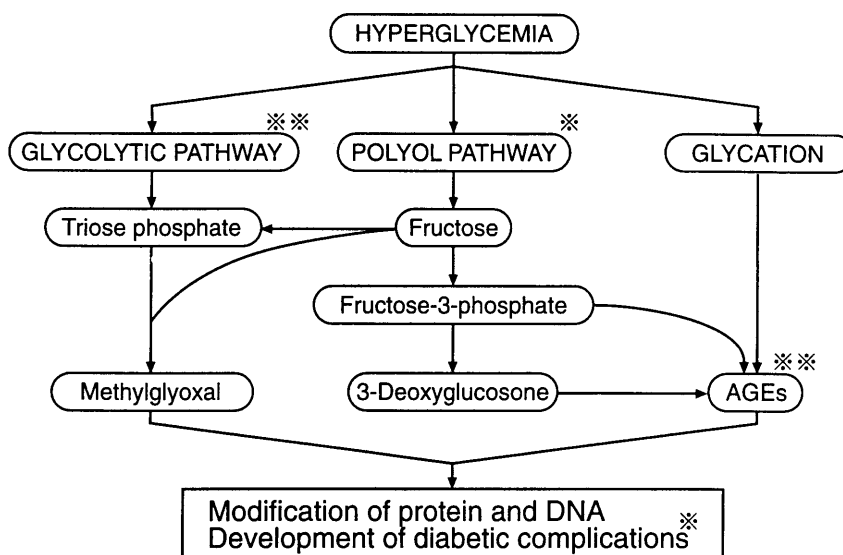 HYPERGLYCEMIA
GLYCOLYTIC PATHWAY※※
POLYOL PATHWAY※
GLYCATION
Triose phosphate
Fructose
Fructose-3-phosphate
Methylglyoxal
3-Deoxyglucosone
AGEs※※
Modification of protein and DNA
Development of diabetic complications※